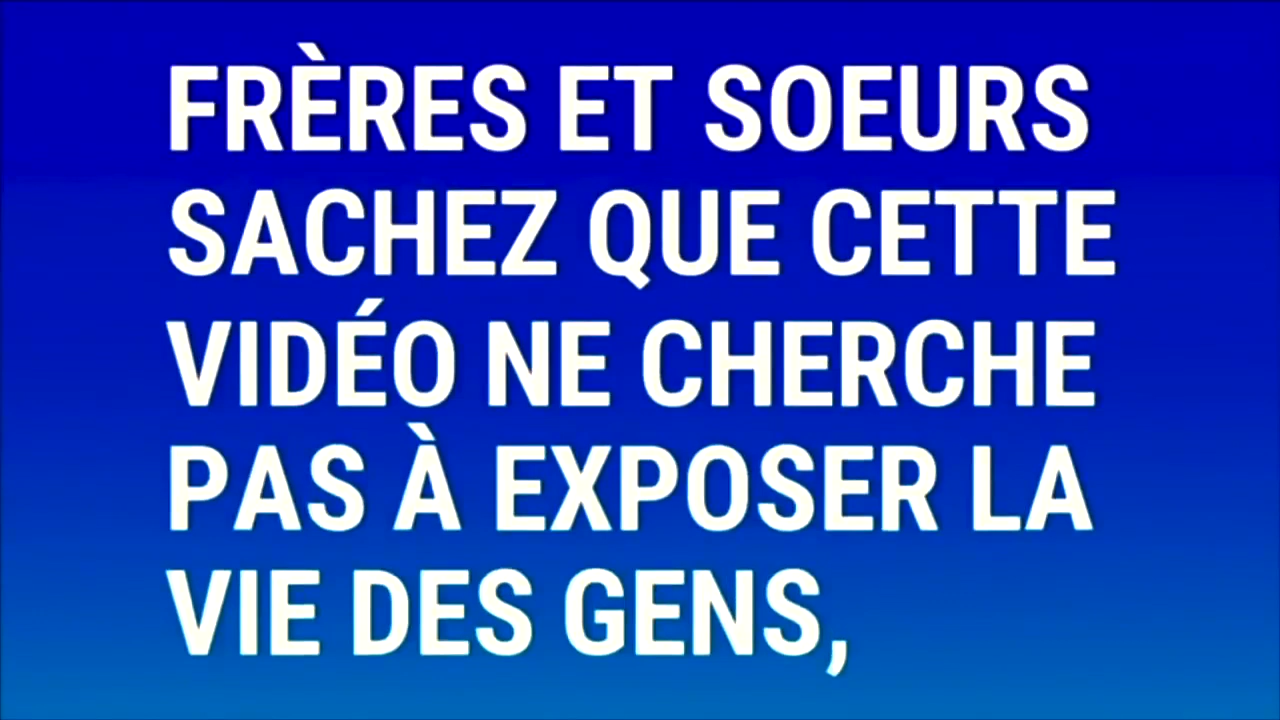 FRÈRES ET SOEURS
SACHEZ QUE CETTE
VIDÉO NE CHERCHE
PAS À EXPOSER LA
VIE DES GENS,